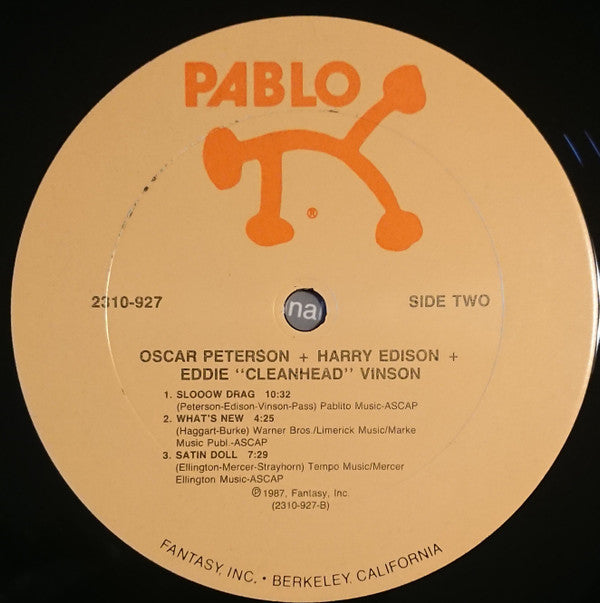 PABLO
®
2310-927
SIDE TWO
na
OSCAR PETERSON + HARRY EDISON +
EDDIE "CLEANHEAD" VINSON
1. SLOOOW DRAG 10:32
(Peterson-Edison-Vinson-Pass) Pablito Music-ASCAP
2. WHAT'S NEW 4:25
(Haggart-Burke) Warner Bros./Limerick Music/Marke
Music Publ.-ASCAP
3. SATIN DOLL 7:29
(Ellington-Mercer-Strayhorn) Tempo Music/Mercer
Ellington Music-ASCAP
℗1987, Fantasy, Inc.
(2310-927-B)
FANTASY, INC. • BERKELEY, CALIFORNIA